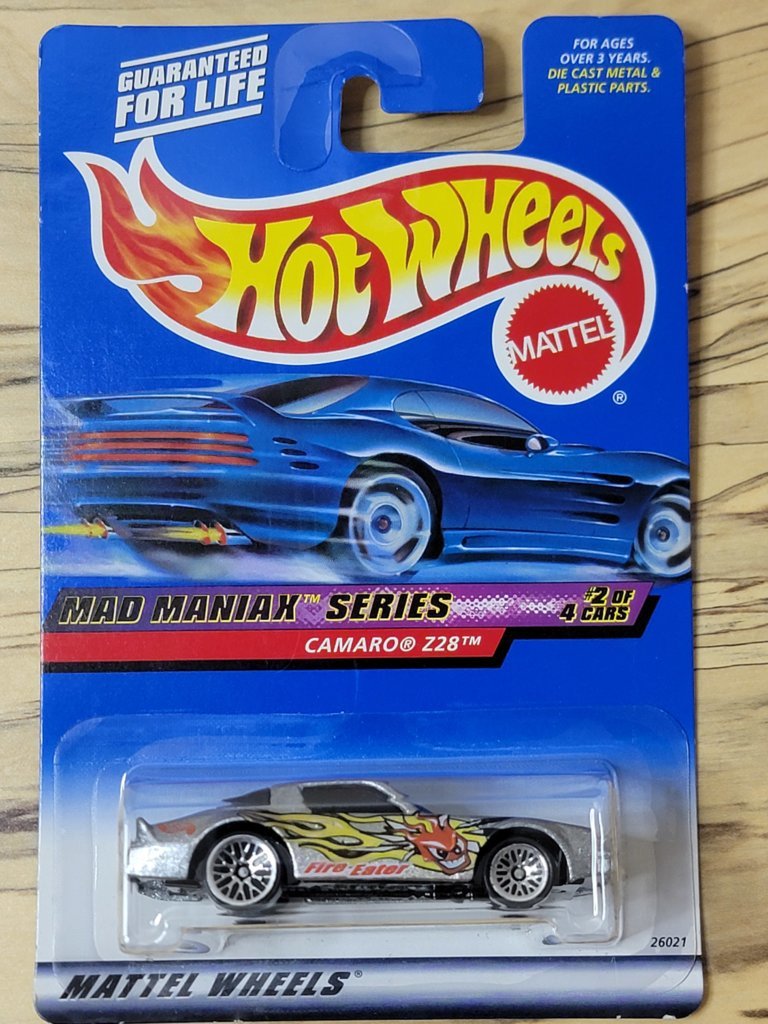 GUARANTEED
FOR LIFE
FOR AGES
OVER 3 YEARS.
DIE CAST METAL &
PLASTIC PARTS.
Hot Wheels
MATTEL
®
MAD MANIAX™ SERIES
#2 OF
4 CARS
CAMARO® Z28™
Fire-Eater
26021
MATTEL WHEELS®